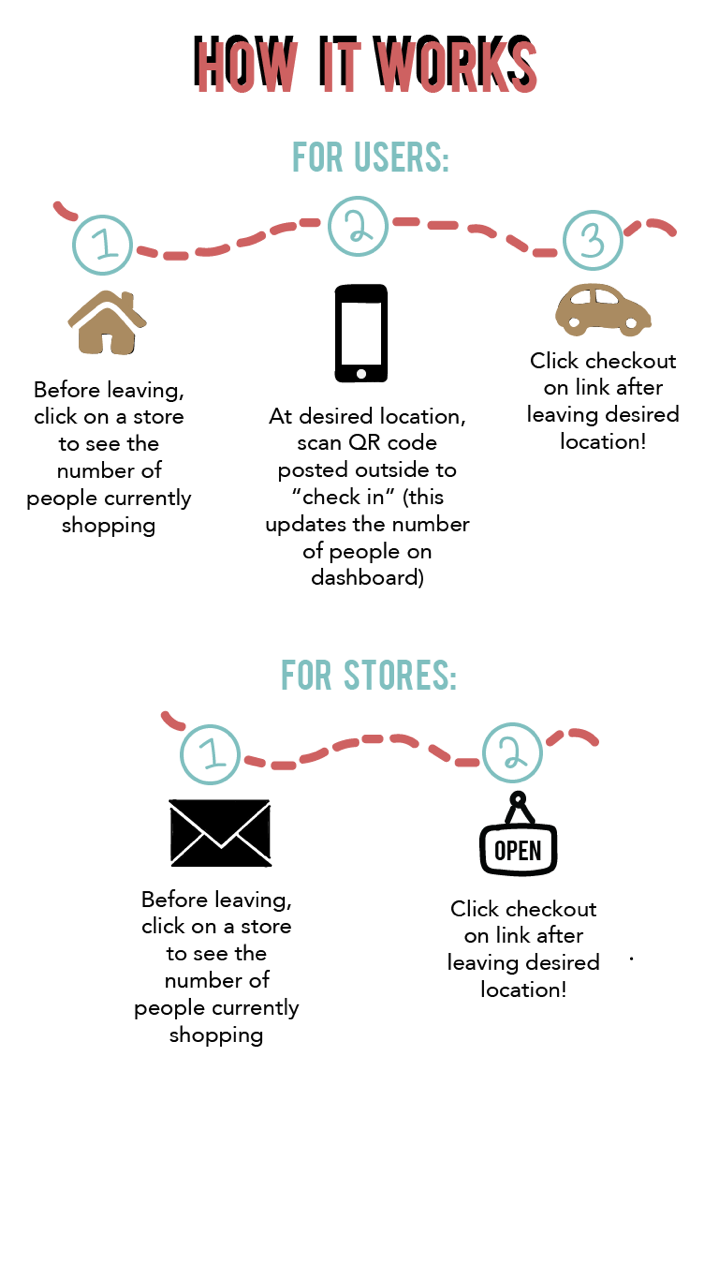 HOW IT WORKS
FOR USERS:
1
2
3
Before leaving,
click on a store
to see the
number of
people currently
shopping
At desired location,
scan QR code
posted outside to
“check in” (this
updates the number
of people on
dashboard)
Click checkout
on link after
leaving desired
location!
FOR STORES:
1
2
OPEN
Before leaving,
click on a store
to see the
number of
people currently
shopping
Click checkout
on link after
leaving desired
location!
.